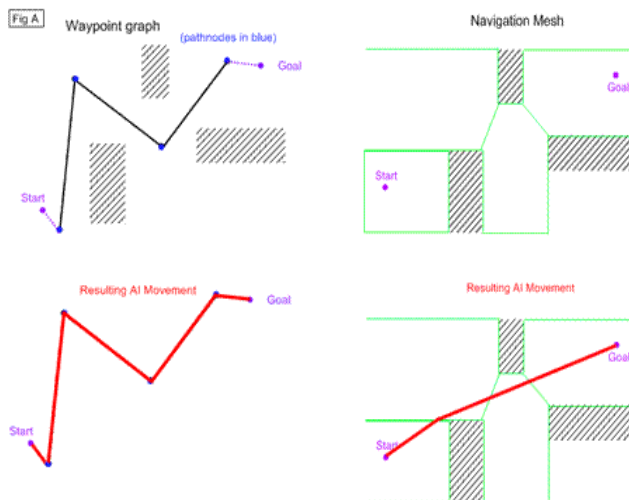 Fig A
Waypoint graph
(pathnodes in blue)
Goal
Start
Navigation Mesh
Goal
Start
Resulting AI Movement
Goal
Start
Resulting AI Movement
Goal
Start